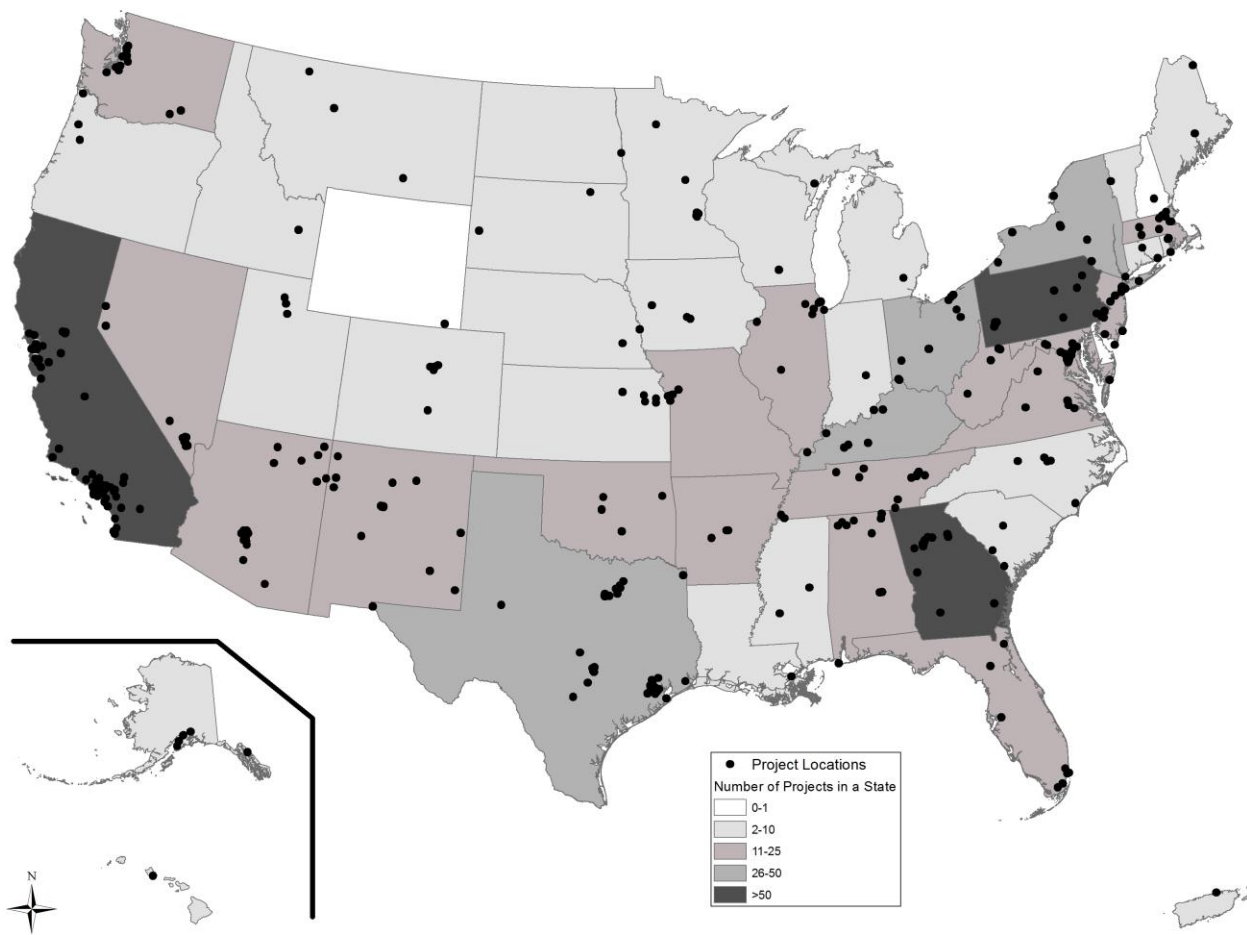 Project Locations
Number of Projects in a State
0-1
2-10
11-25
26-50
>50
N